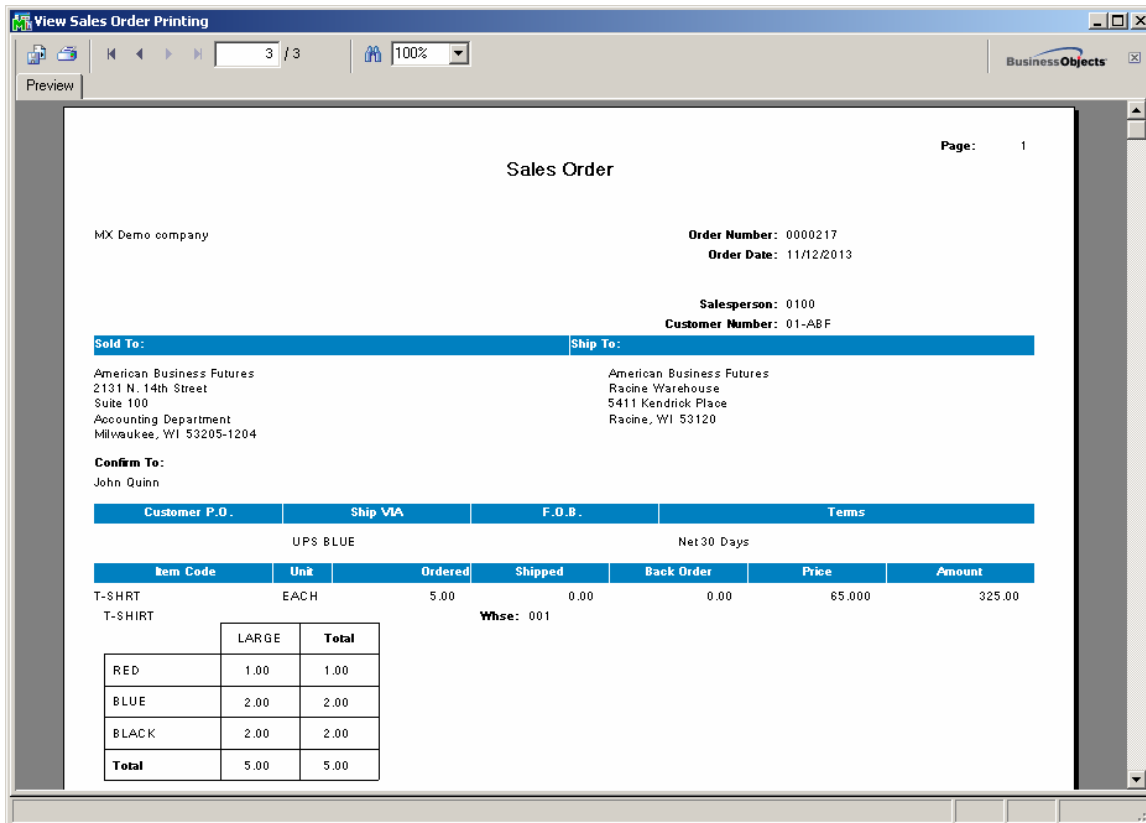 View Sales Order Printing
3 / 3 100%
BusinessObjects
Preview
Page: 1
Sales Order
MX Demo company
Order Number: 0000217
Order Date: 11/12/2013
Salesperson: 0100
Customer Number: 01-ABF
Sold To: Ship To:
American Business Futures American Business Futures
2131 N. 14th Street Racine Warehouse
Suite 100 5411 Kendrick Place
Accounting Department Racine, WI 53120
Milwaukee, WI 53205-1204
Confirm To:
John Quinn
Customer P.O. Ship VIA F.O.B. Terms
UPS BLUE Net 30 Days
Item Code Unit Ordered Shipped Back Order Price Amount
T-SHRT EACH 5.00 0.00 0.00 65.000 325.00
T-SHIRT Whse: 001
LARGE Total
RED 1.00 1.00
BLUE 2.00 2.00
BLACK 2.00 2.00
Total 5.00 5.00